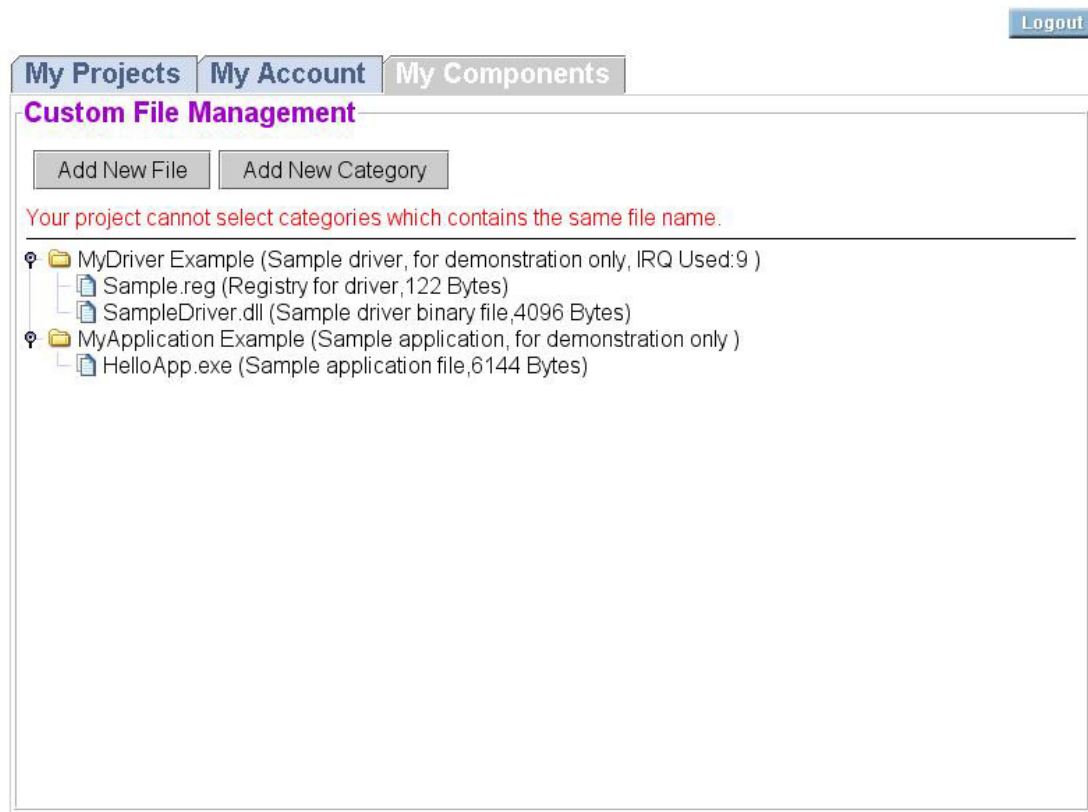 Logout
My Projects My Account My Components
Custom File Management
Add New File Add New Category
Your project cannot select categories which contains the same file name.
MyDriver Example (Sample driver, for demonstration only, IRQ Used:9 )
Sample.reg (Registry for driver,122 Bytes)
SampleDriver.dll (Sample driver binary file,4096 Bytes)
MyApplication Example (Sample application, for demonstration only )
HelloApp.exe (Sample application file,6144 Bytes)